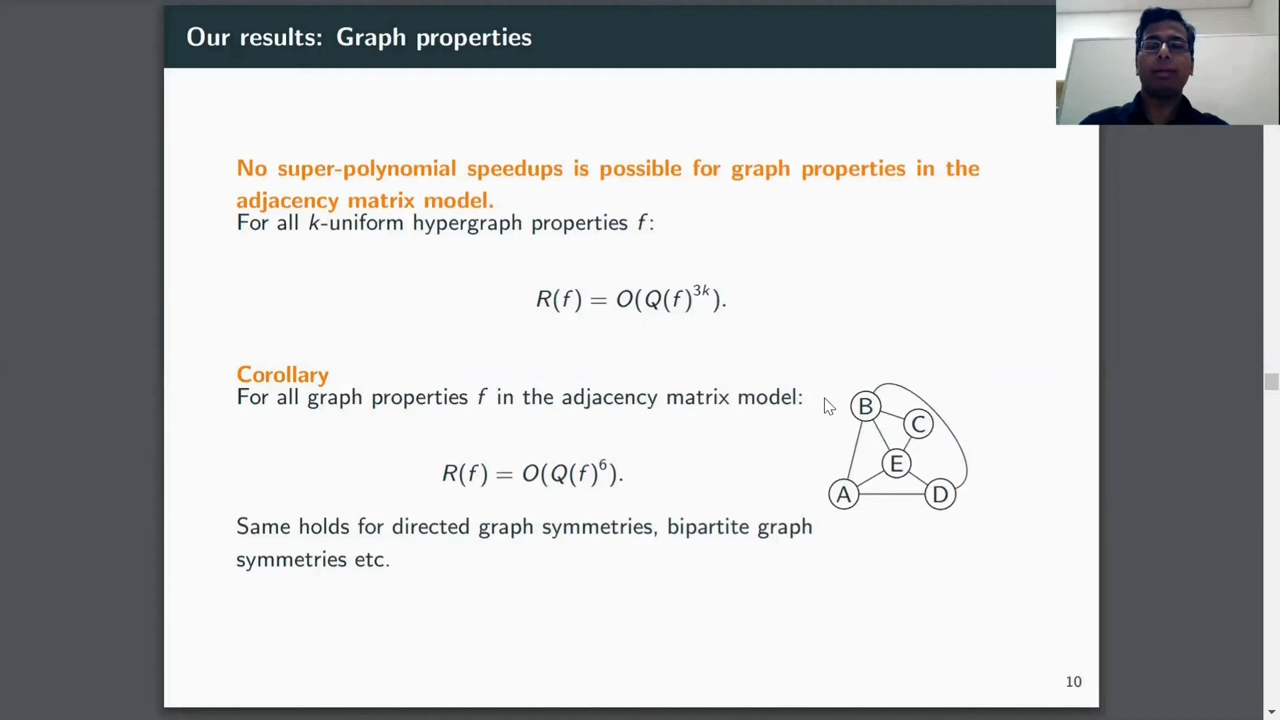 Our results: Graph properties
No super-polynomial speedups is possible for graph properties in the
adjacency matrix model.
For all k-uniform hypergraph properties f:
R(f) = O(Q(f)^{3k}).
Corollary
For all graph properties f in the adjacency matrix model:
R(f) = O(Q(f)^6).
B
C
E
A
D
Same holds for directed graph symmetries, bipartite graph
symmetries etc.
10